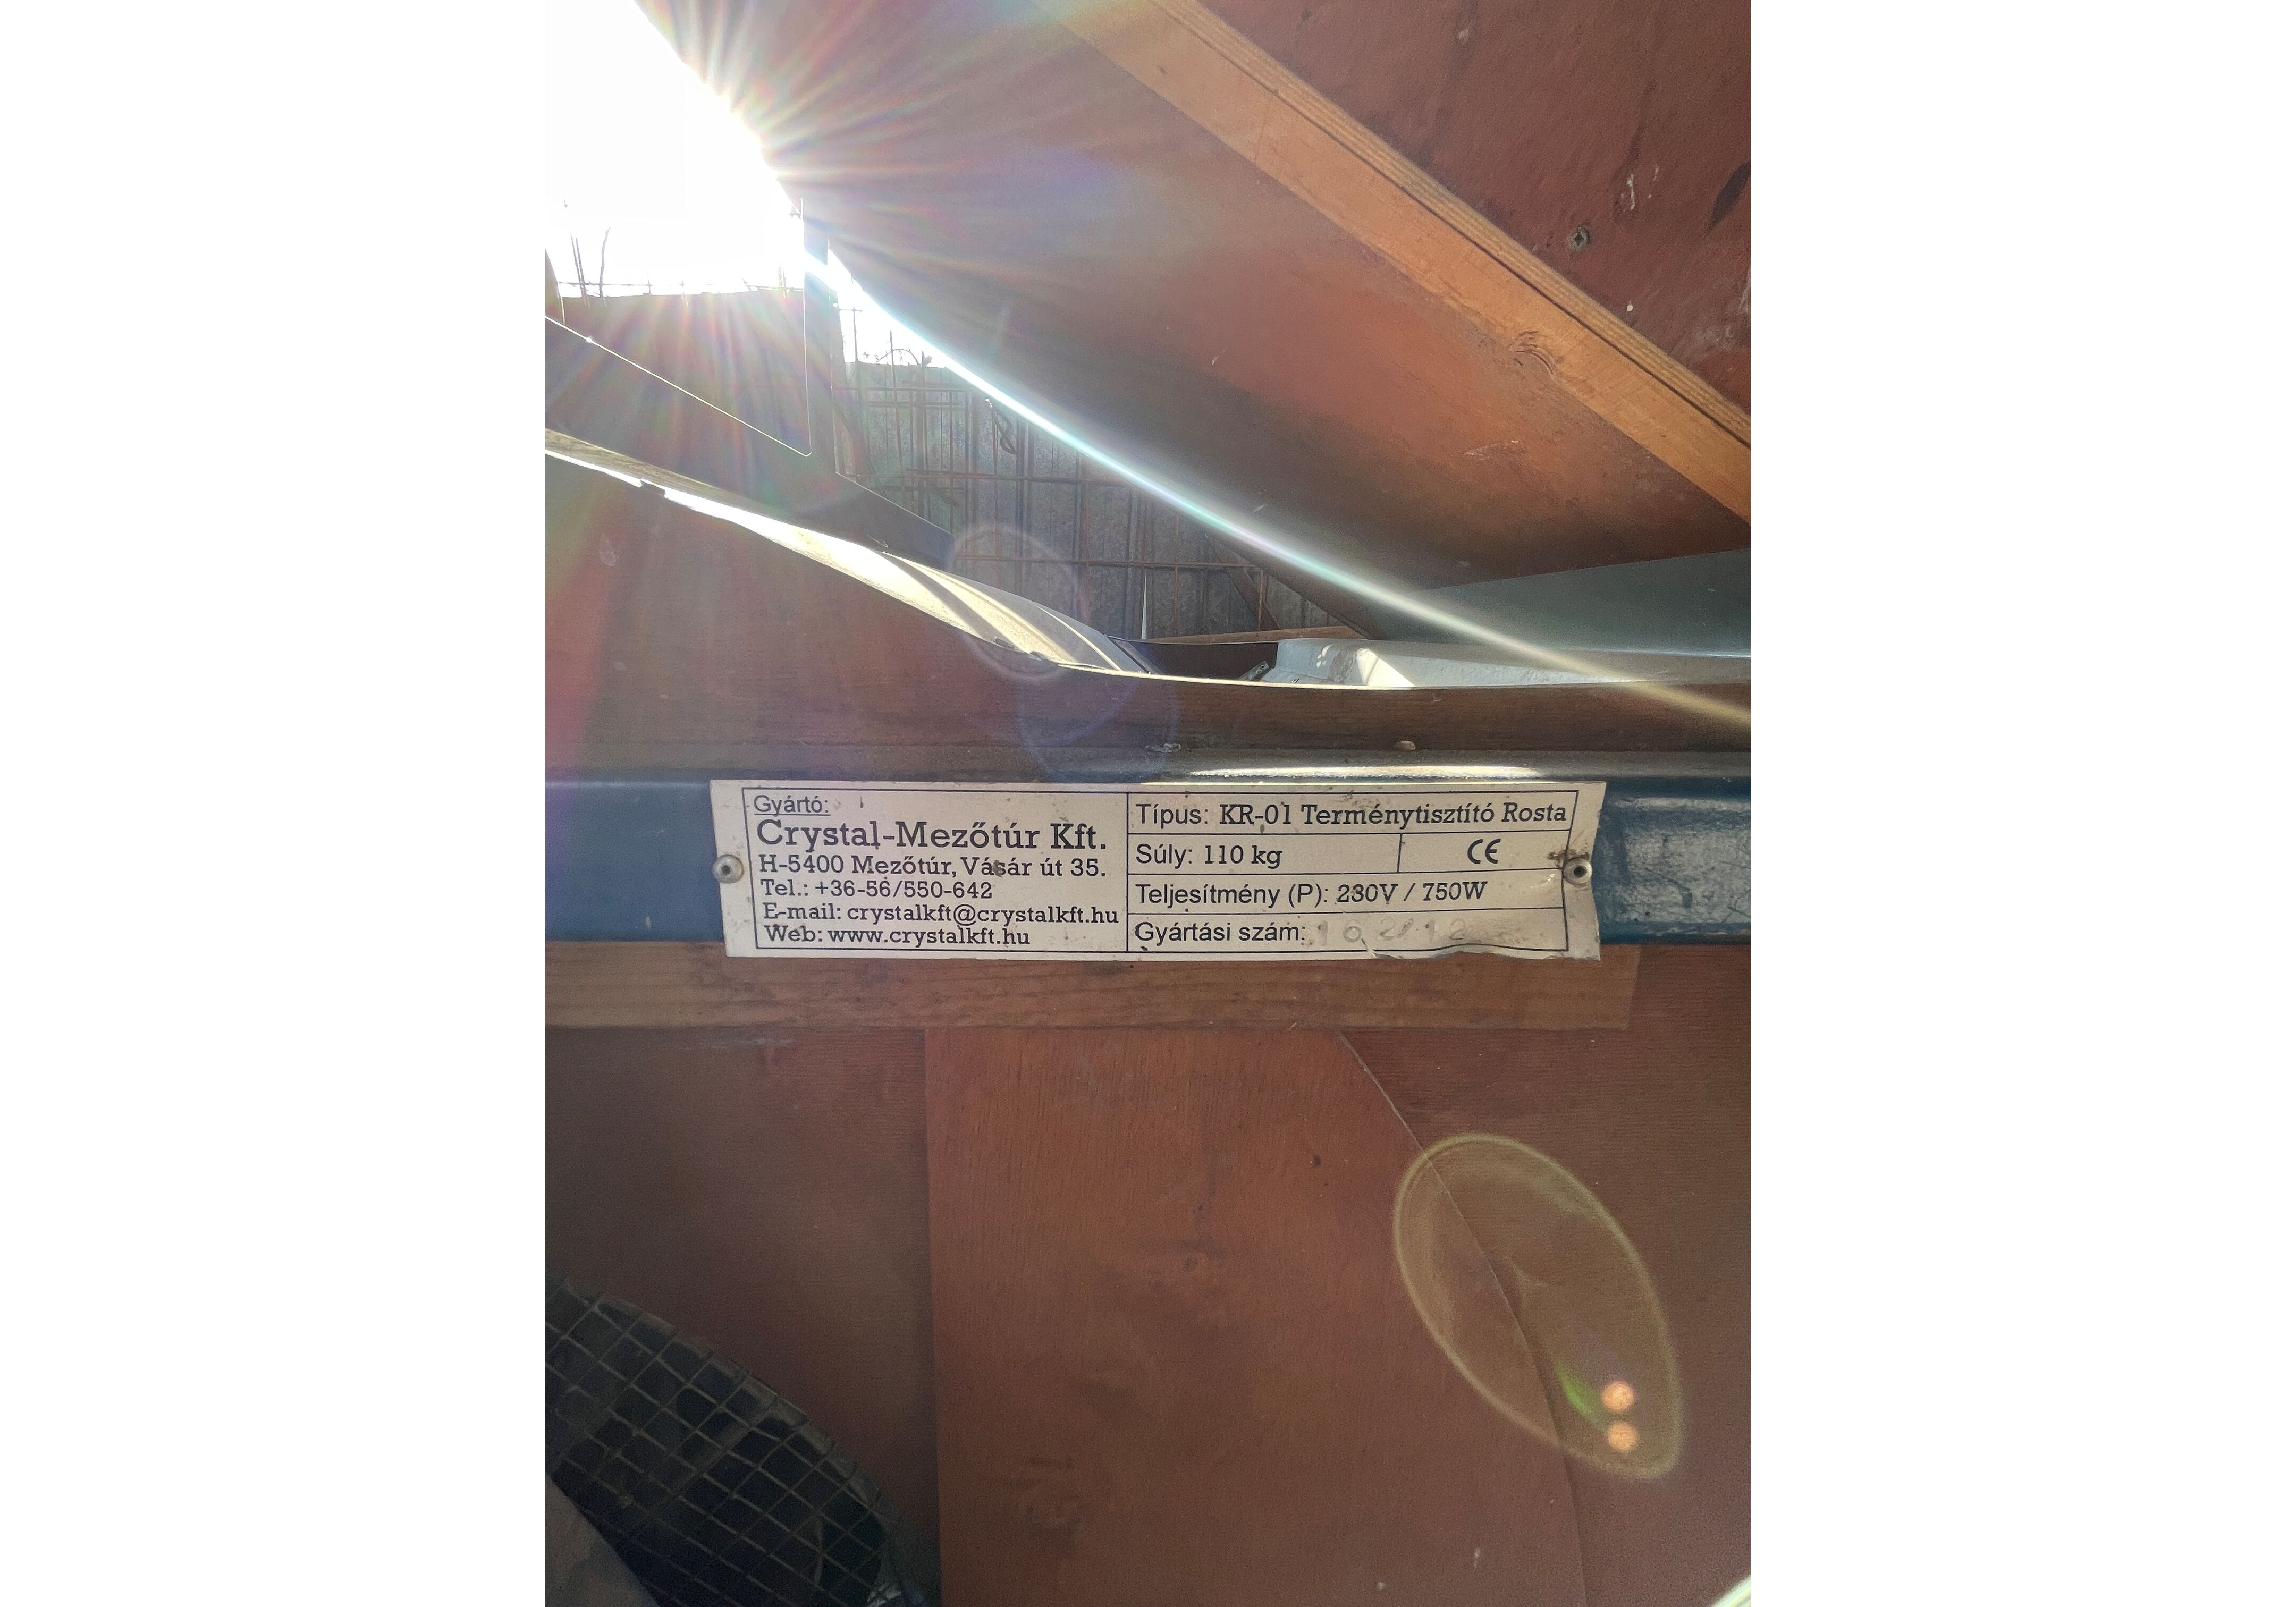 Gyártó:
Crystal-Mezőtúr Kft.
H-5400 Mezőtúr, Vásár út 35.
Tel.: +36-56/550-642
E-mail: crystalkft@crystalkft.hu
Web: www.crystalkft.hu
Típus: KR-01 Terménytisztító Rosta
Súly: 110 kg
CE
Teljesítmény (P): 230V / 750W
Gyártási szám: